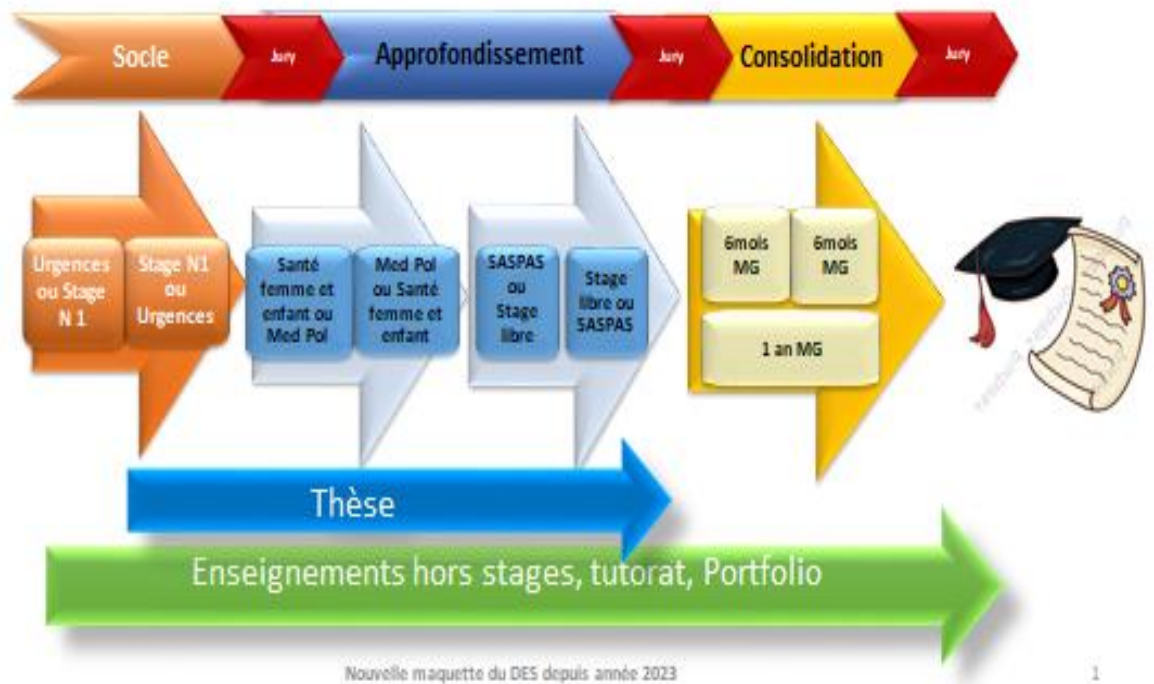 Socle
Jury
Approfondissement
Jury
Consolidation
Jury
Urgences
ou Stage
N 1
Stage N1
ou
Urgences
Santé
femme et
enfant ou
Med Pol
Med Pol
ou Santé
femme et
enfant
SASPAS
ou
Stage
libre
Stage
libre ou
SASPAS
6mois
MG
6mois
MG
1 an MG
Thèse
Enseignements hors stages, tutorat, Portfolio
Nouvelle maquette du DES depuis année 2023
1